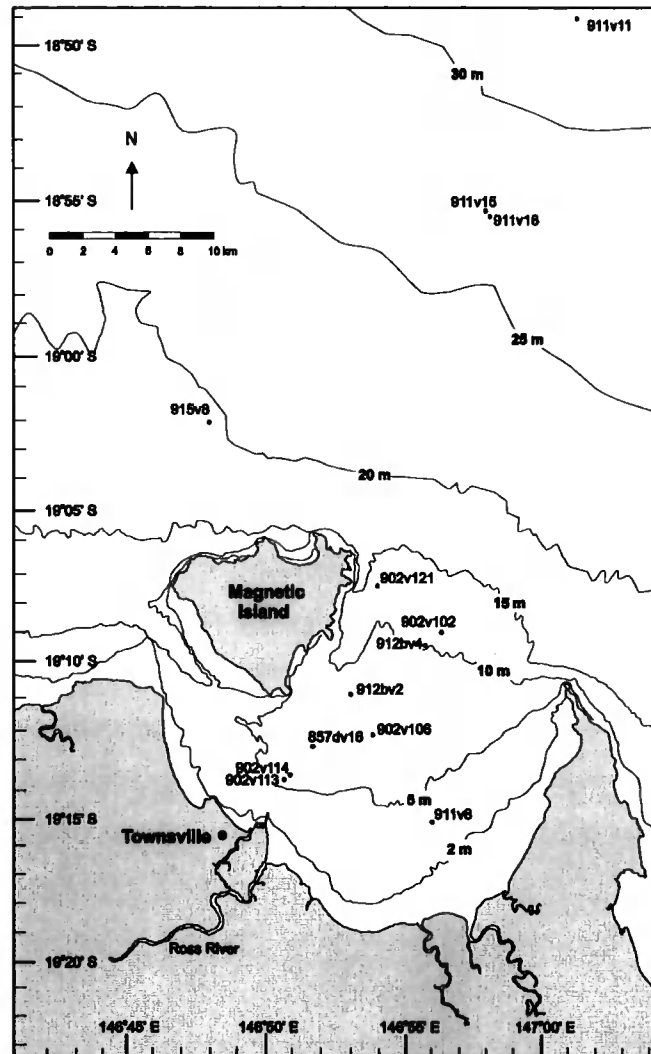 911v11
18°50' S
30 m
N
18°55' S
911v15
911v16
0 2 4 6 8 10 km
25 m
19°00' S
915v8
20 m
19°05' S
Magnetic
Island
902v121
15 m
902v102
912bv4
19°10' S
10 m
912bv2
857dv16
902v106
902v114
902v113
5 m
911v6
19°15' S
Townsville
2 m
Ross River
19°20' S
146°45' E
146°50' E
146°55' E
147°00' E